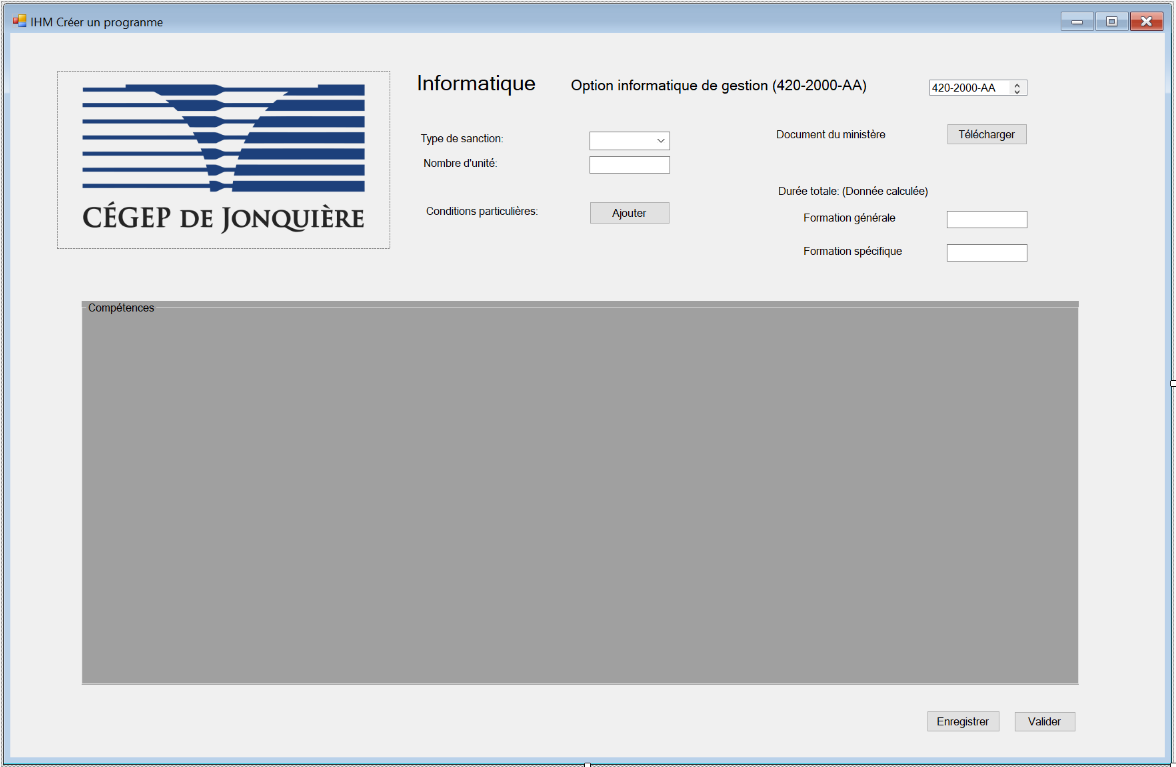 IHM Créer un programme
Informatique
Option informatique de gestion (420-2000-AA)
420-2000-AA
Type de sanction:
Nombre d'unité:
Conditions particulières:
Ajouter
Document du ministère
Télécharger
Durée totale: (Donnée calculée)
Formation générale
Formation spécifique
CÉGEP DE JONQUIÈRE
Compétences
Enregistrer
Valider